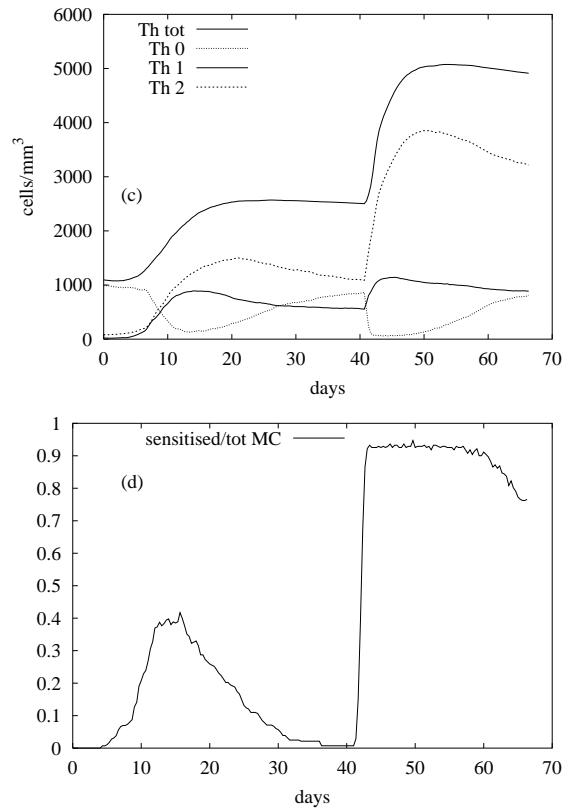 6000
5000
4000
3000
2000
1000
0
cells/mm³
Th tot
Th 0
Th 1
Th 2
(c)
0 10 20 30 40 50 60 70
days
1
0.9
0.8
0.7
0.6
0.5
0.4
0.3
0.2
0.1
0
sensitised/tot MC
(d)
0 10 20 30 40 50 60 70
days